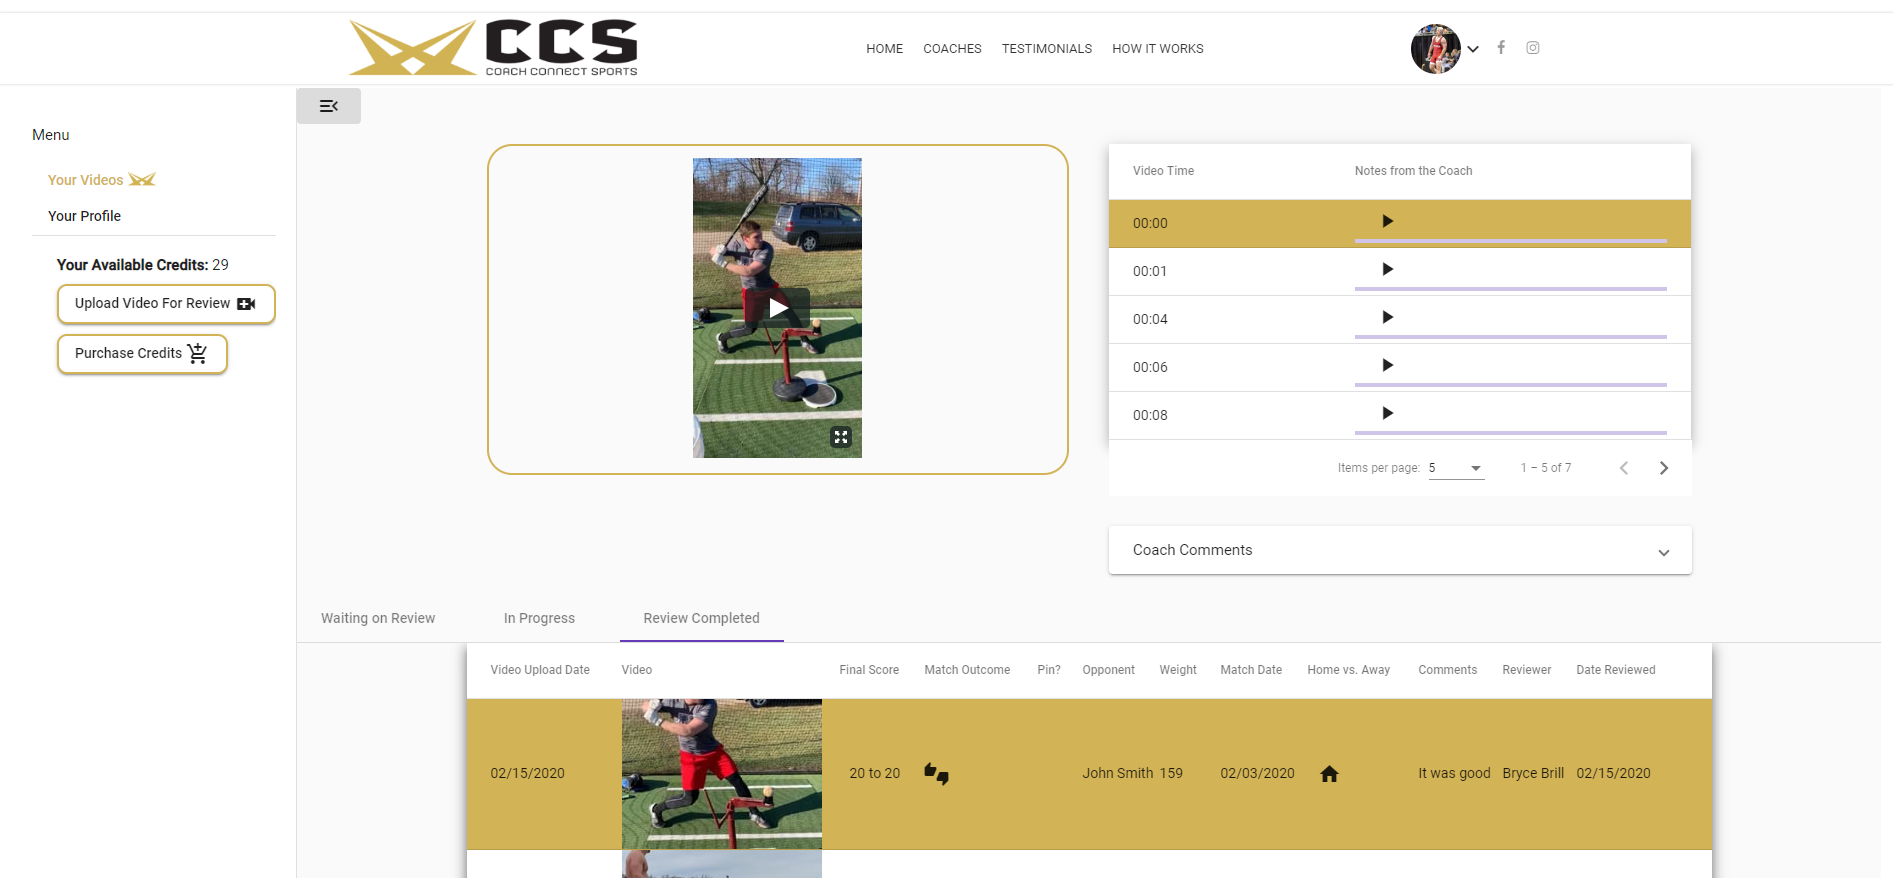 CCS
COACH CONNECT SPORTS
HOME COACHES TESTIMONIALS HOW IT WORKS
Menu
Your Videos
Your Profile
Your Available Credits: 29
Upload Video For Review
Purchase Credits
Video Time Notes from the Coach
00:00
00:01
00:04
00:06
00:08
Items per page: 5 1 – 5 of 7
Coach Comments
Waiting on Review In Progress Review Completed
Video Upload Date Video Final Score Match Outcome Pin? Opponent Weight Match Date Home vs. Away Comments Reviewer Date Reviewed
02/15/2020 20 to 20 John Smith 159 02/03/2020 It was good Bryce Brill 02/15/2020